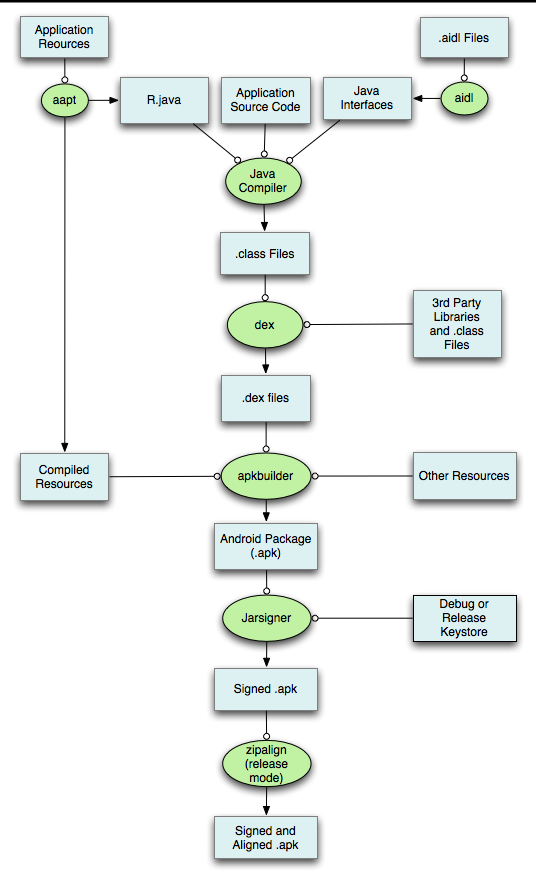 Application
Reources
.aidl Files
aapt
R.java
Application
Source Code
Java
Interfaces
aidl
Java
Compiler
.class Files
dex
3rd Party
Libraries
and .class
Files
.dex files
Compiled
Resources
apkbuilder
Other Resources
Android Package
(.apk)
Jarsigner
Debug or
Release
Keystore
Signed .apk
zipalign
(release
mode)
Signed and
Aligned .apk